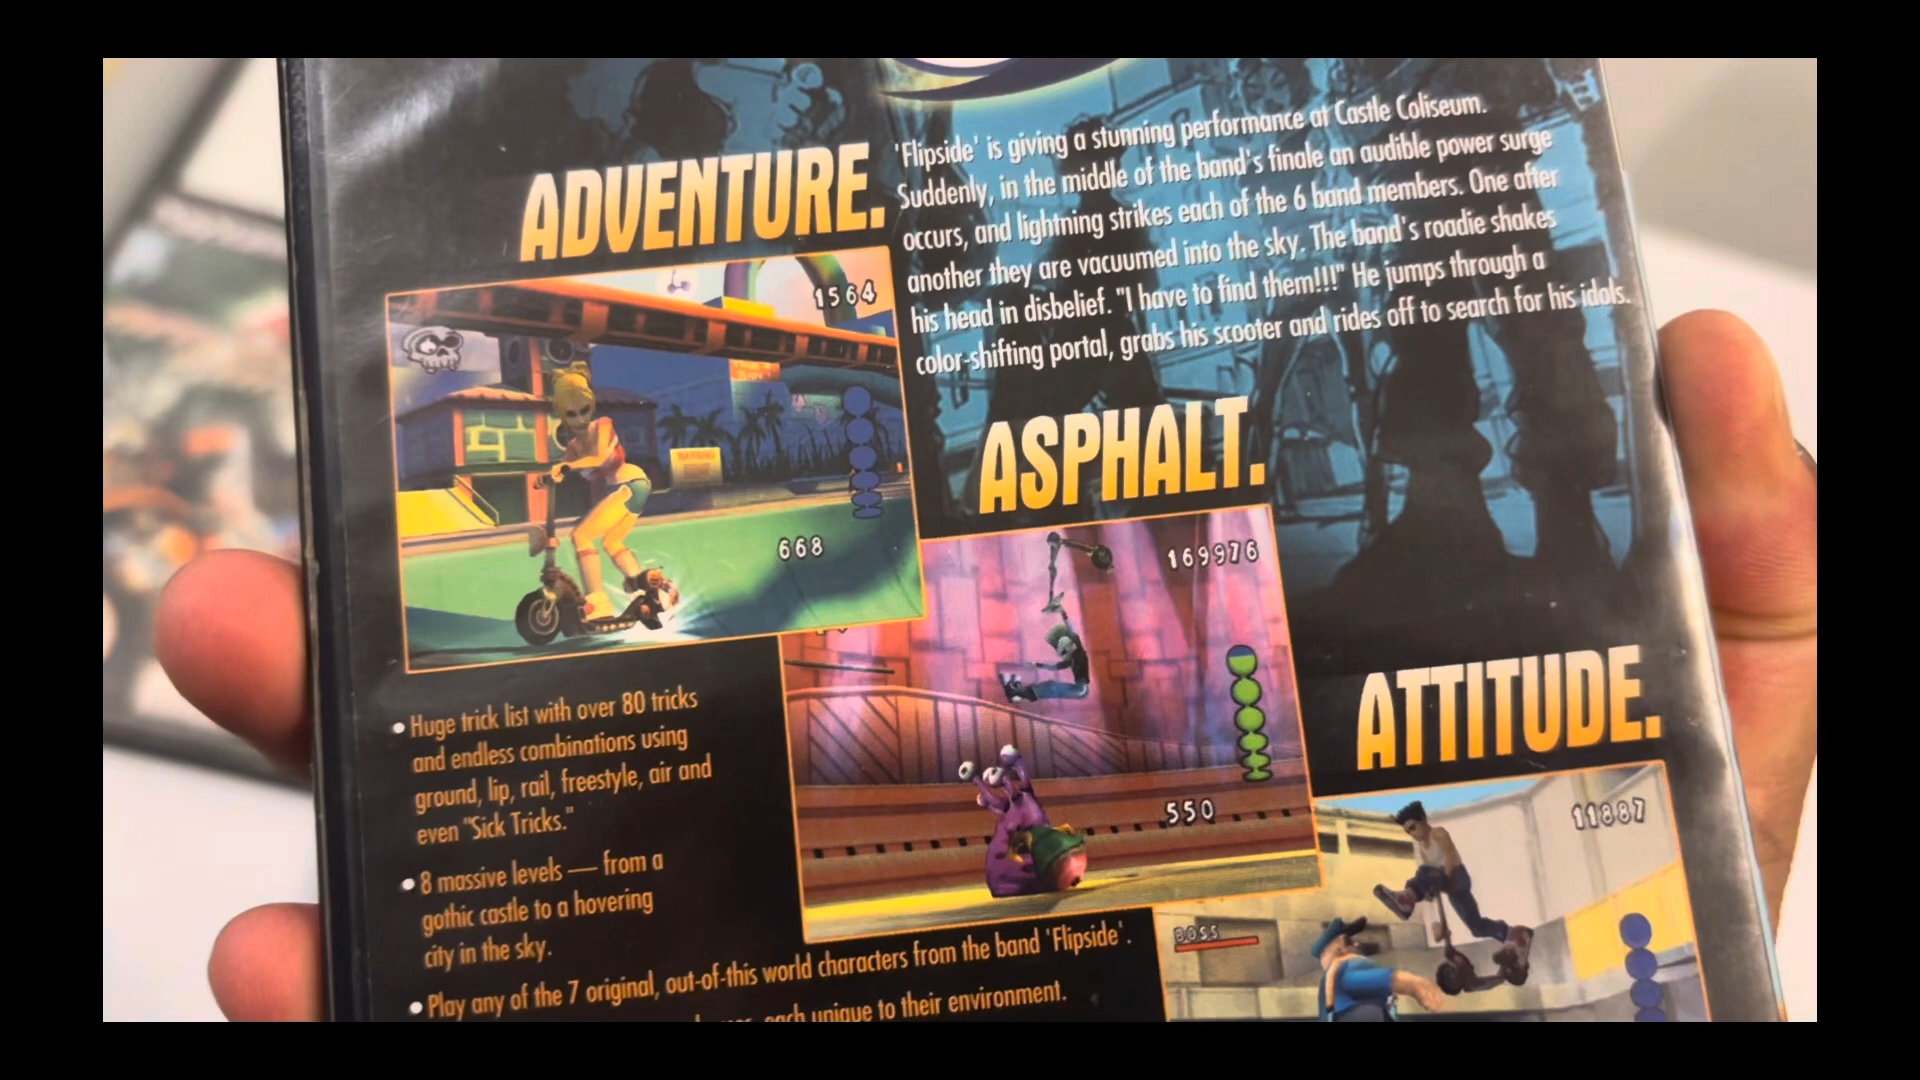 ADVENTURE.
'Flipside' is giving a stunning performance at Castle Coliseum.
Suddenly, in the middle of the band's finale an audible power surge
occurs, and lightning strikes each of the 6 band members. One after
another they are vacuumed into the sky. The band's roadie shakes
his head in disbelief. "I have to find them!!!" He jumps through a
color-shifting portal, grabs his scooter and rides off to search for his idols.
1564
668
ASPHALT.
169976
550
ATTITUDE.
11887
BOSS
• Huge trick list with over 80 tricks
and endless combinations using
ground, lip, rail, freestyle, air and
even "Sick Tricks."
• 8 massive levels — from a
gothic castle to a hovering
city in the sky.
• Play any of the 7 original, out-of-this world characters from the band 'Flipside'.
each unique to their environment.